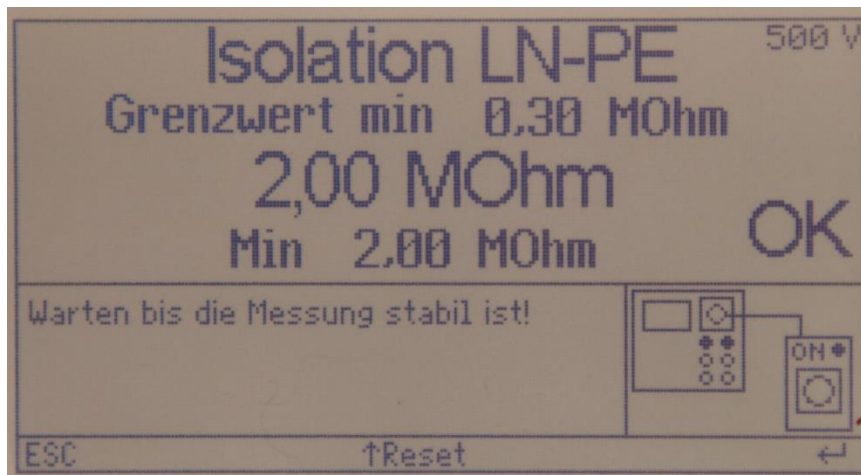 Isolation LN-PE 500 V
Grenzwert min 0,30 MOhm
2,00 MOhm
OK
Min 2,00 MOhm
Warten bis die Messung stabil ist!
ON
ESC ↑Reset ↵